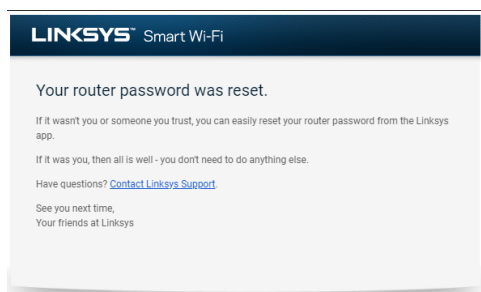 LINKSYS™ Smart Wi-Fi
Your router password was reset.
If it wasn't you or someone you trust, you can easily reset your router password from the Linksys
app.
If it was you, then all is well - you don't need to do anything else.
Have questions? Contact Linksys Support.
See you next time,
Your friends at Linksys